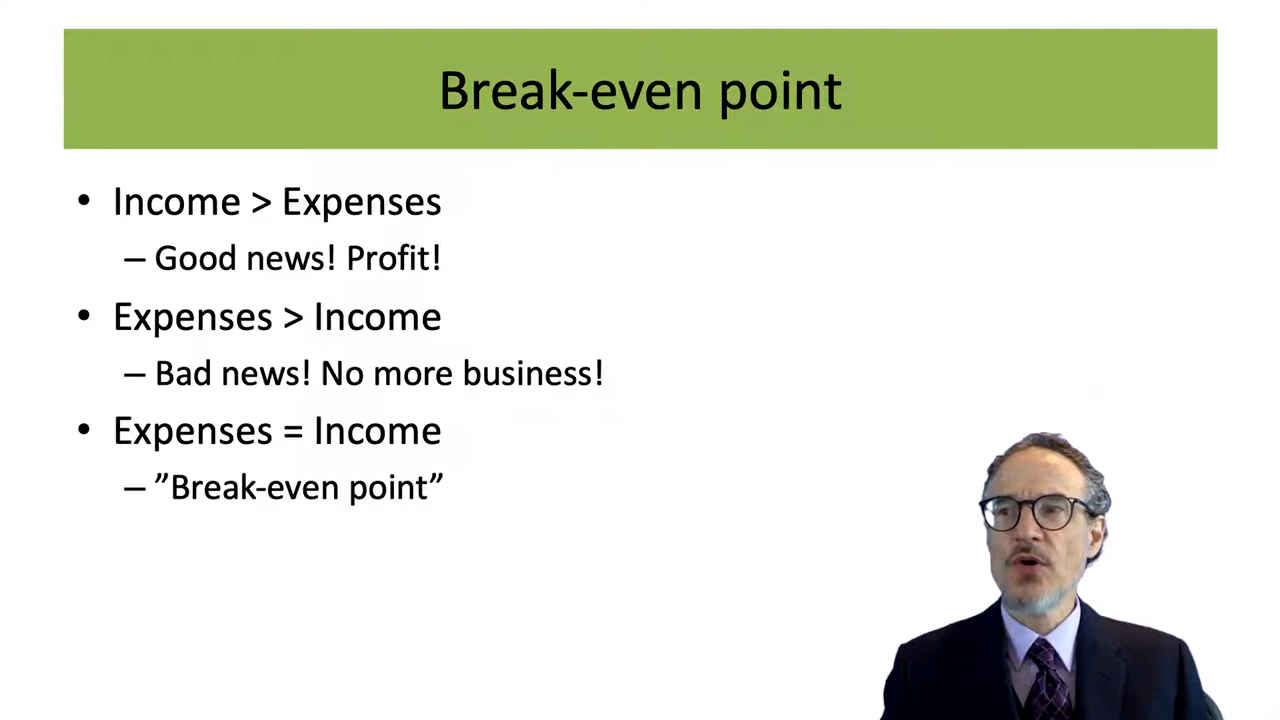 Break-even point
• Income > Expenses
– Good news! Profit!
• Expenses > Income
– Bad news! No more business!
• Expenses = Income
– ”Break-even point”